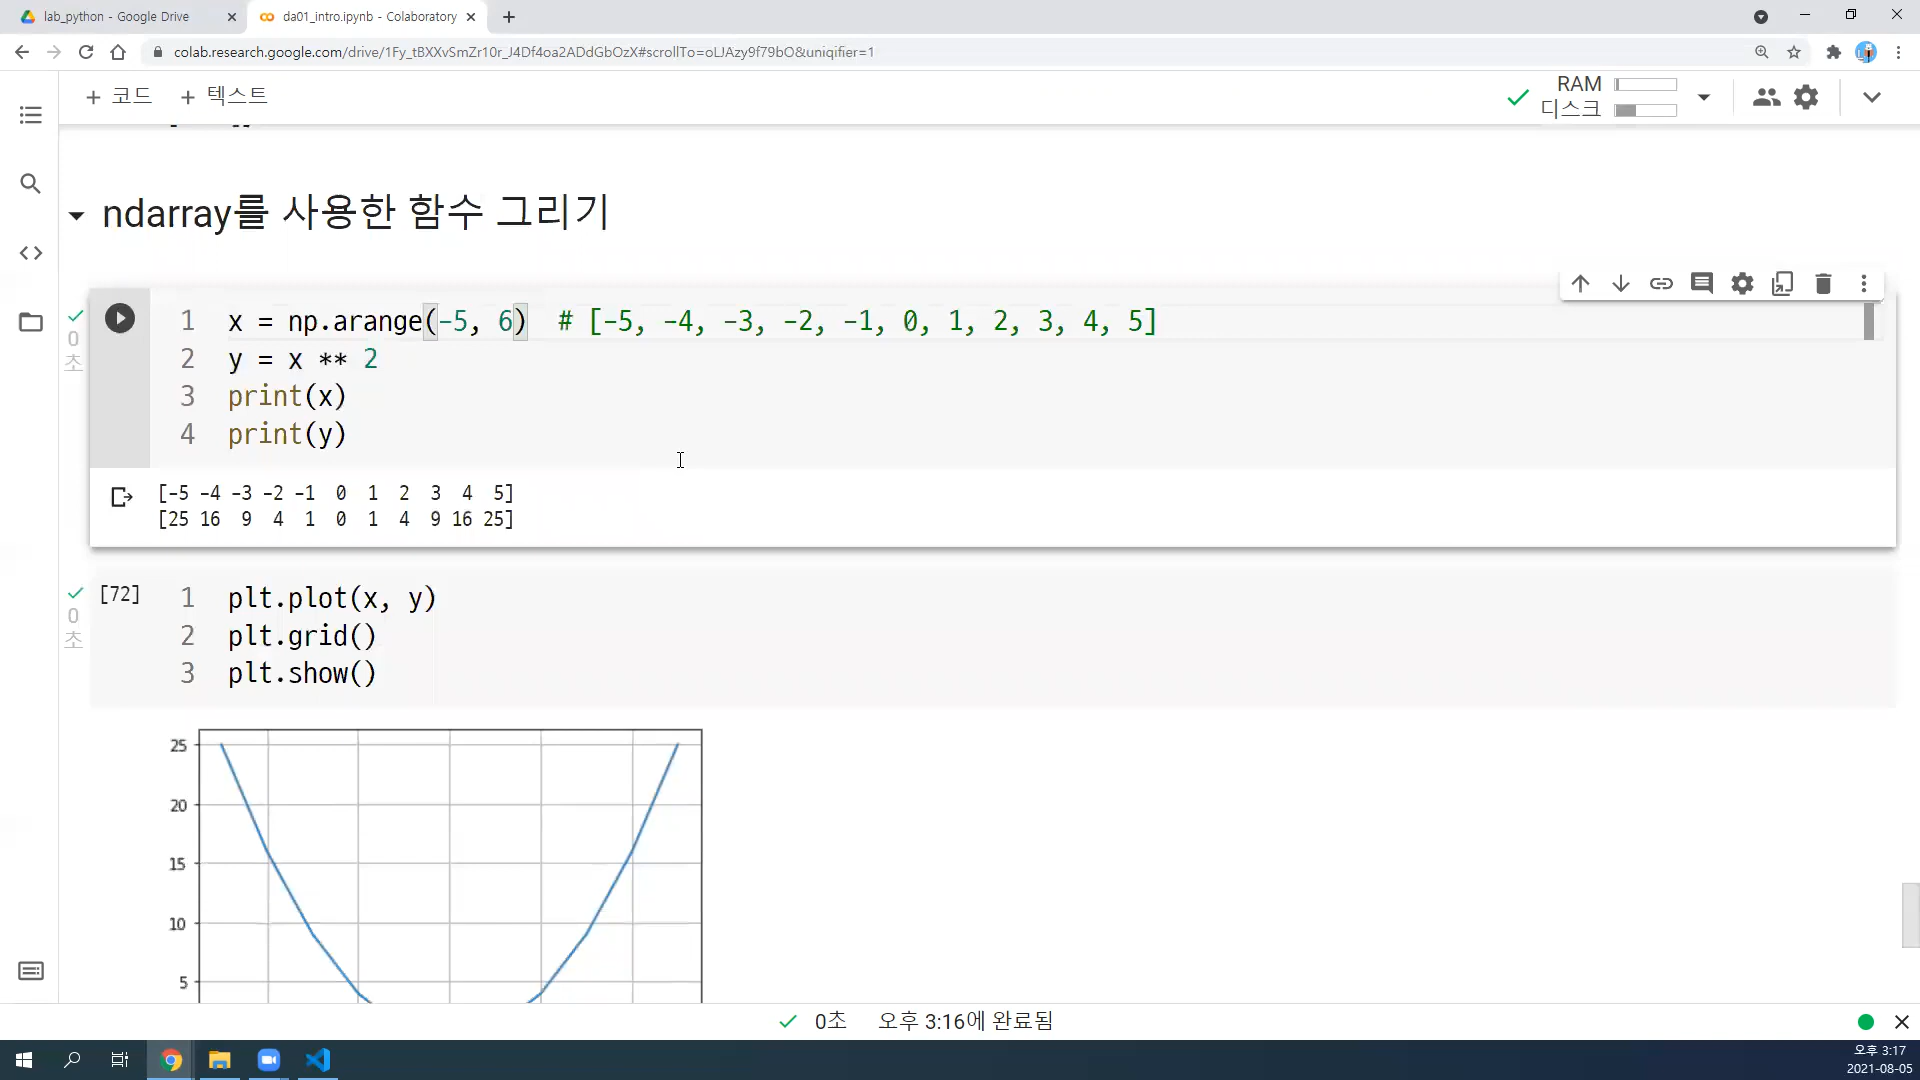 lab_python - Google Drive
da01_intro.ipynb - Colaboratory
colab.research.google.com/drive/1Fy_tBXXvSmZr10r_J4Df4oa2ADdGbOzX#scrollTo=oLJAzy9f79bO&uniqifier=1
+ 코드 + 텍스트
RAM
디스크
ndarray를 사용한 함수 그리기
0
초
1 x = np.arange(-5, 6) # [-5, -4, -3, -2, -1, 0, 1, 2, 3, 4, 5]
2 y = x ** 2
3 print(x)
4 print(y)
[-5 -4 -3 -2 -1 0 1 2 3 4 5]
[25 16 9 4 1 0 1 4 9 16 25]
0
초
[72]
1 plt.plot(x, y)
2 plt.grid()
3 plt.show()
25
20
15
10
5
0초 오후 3:16에 완료됨
오후 3:17
2021-08-05